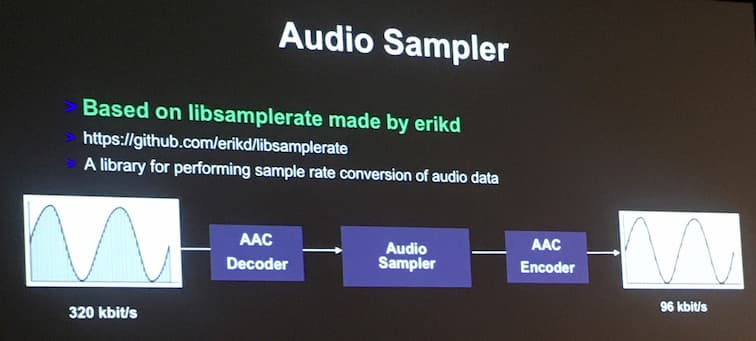 Audio Sampler
> Based on libsamplerate made by erikd
> https://github.com/erikd/libsamplerate
> A library for performing sample rate conversion of audio data
AAC
Decoder
Audio
Sampler
AAC
Encoder
320 kbit/s
96 kbit/s